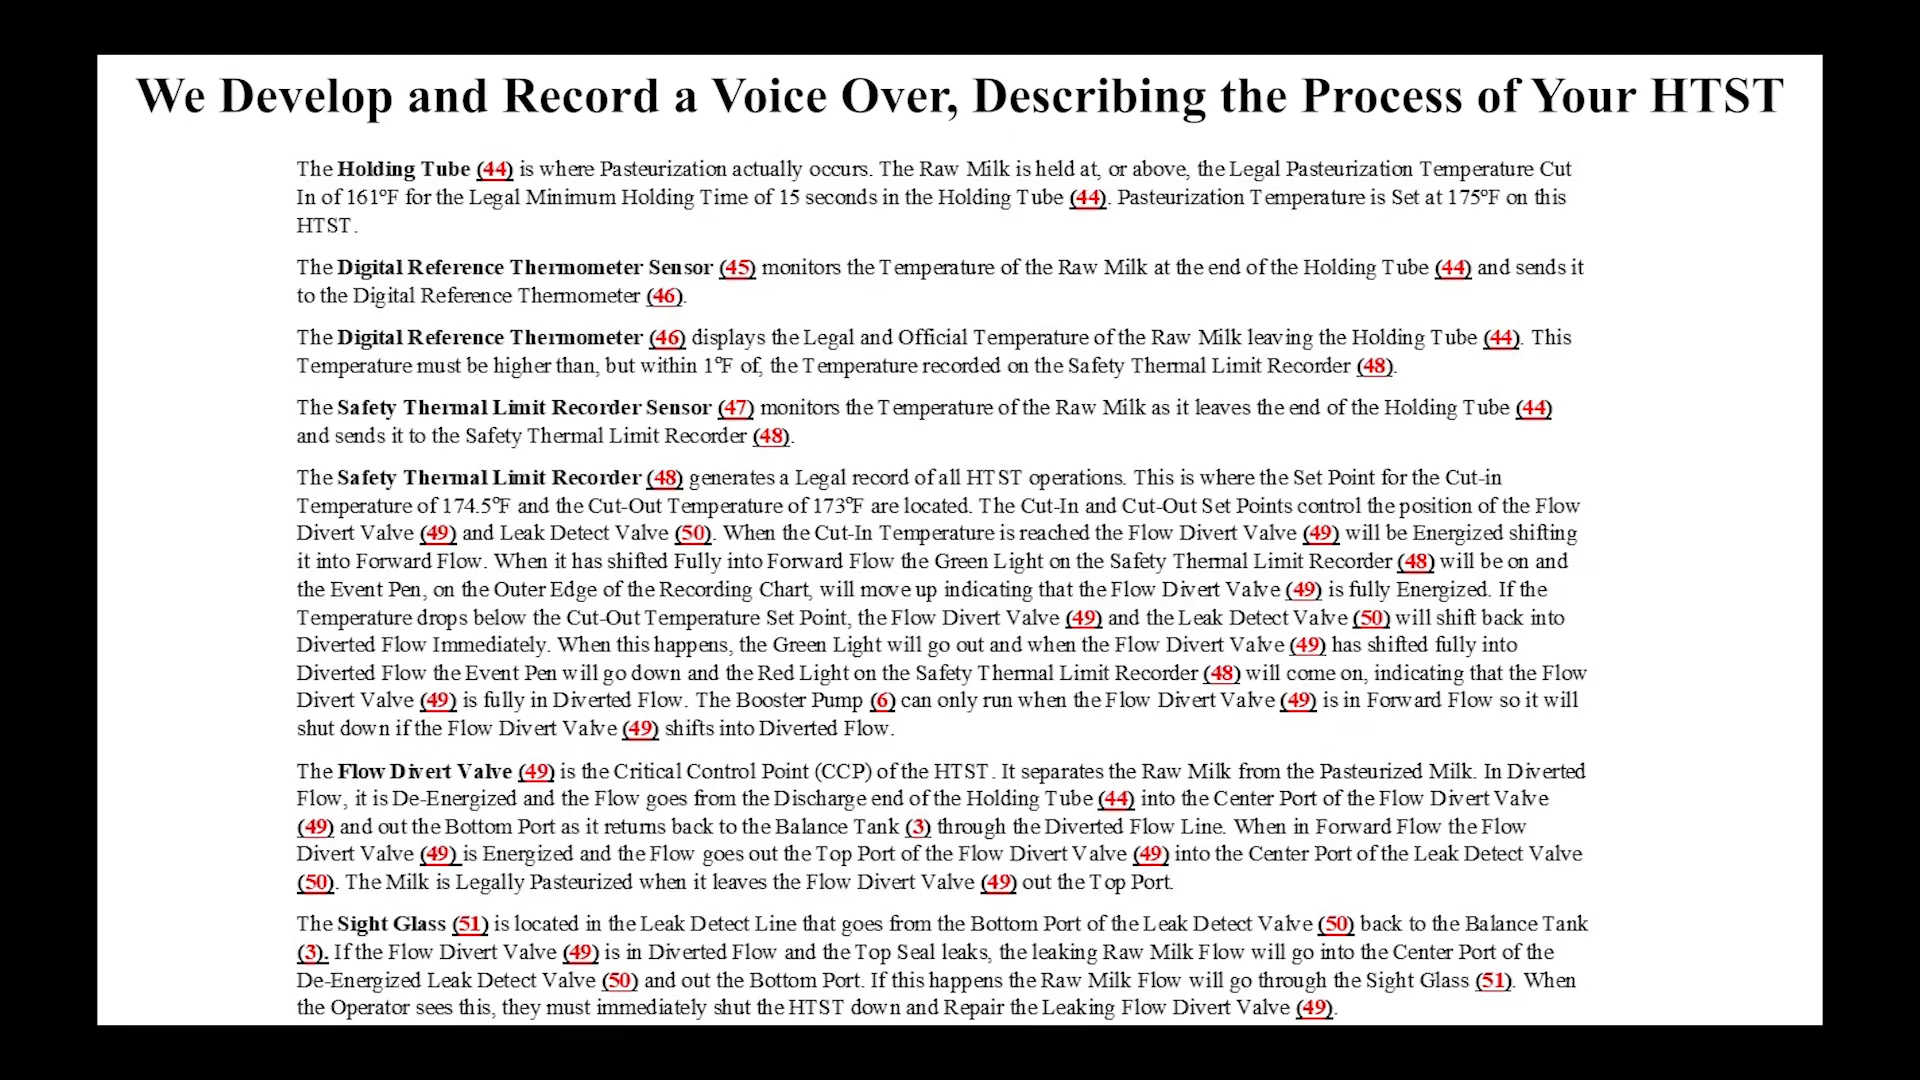 We Develop and Record a Voice Over, Describing the Process of Your HTST
The Holding Tube (44) is where Pasteurization actually occurs. The Raw Milk is held at, or above, the Legal Pasteurization Temperature Cut
In of 161ºF for the Legal Minimum Holding Time of 15 seconds in the Holding Tube (44). Pasteurization Temperature is Set at 175ºF on this
HTST.
The Digital Reference Thermometer Sensor (45) monitors the Temperature of the Raw Milk at the end of the Holding Tube (44) and sends it
to the Digital Reference Thermometer (46).
The Digital Reference Thermometer (46) displays the Legal and Official Temperature of the Raw Milk leaving the Holding Tube (44). This
Temperature must be higher than, but within 1ºF of, the Temperature recorded on the Safety Thermal Limit Recorder (48).
The Safety Thermal Limit Recorder Sensor (47) monitors the Temperature of the Raw Milk as it leaves the end of the Holding Tube (44)
and sends it to the Safety Thermal Limit Recorder (48).
The Safety Thermal Limit Recorder (48) generates a Legal record of all HTST operations. This is where the Set Point for the Cut-in
Temperature of 174.5ºF and the Cut-Out Temperature of 173ºF are located. The Cut-In and Cut-Out Set Points control the position of the Flow
Divert Valve (49) and Leak Detect Valve (50). When the Cut-In Temperature is reached the Flow Divert Valve (49) will be Energized shifting
it into Forward Flow. When it has shifted Fully into Forward Flow the Green Light on the Safety Thermal Limit Recorder (48) will be on and
the Event Pen, on the Outer Edge of the Recording Chart, will move up indicating that the Flow Divert Valve (49) is fully Energized. If the
Temperature drops below the Cut-Out Temperature Set Point, the Flow Divert Valve (49) and the Leak Detect Valve (50) will shift back into
Diverted Flow Immediately. When this happens, the Green Light will go out and when the Flow Divert Valve (49) has shifted fully into
Diverted Flow the Event Pen will go down and the Red Light on the Safety Thermal Limit Recorder (48) will come on, indicating that the Flow
Divert Valve (49) is fully in Diverted Flow. The Booster Pump (6) can only run when the Flow Divert Valve (49) is in Forward Flow so it will
shut down if the Flow Divert Valve (49) shifts into Diverted Flow.
The Flow Divert Valve (49) is the Critical Control Point (CCP) of the HTST. It separates the Raw Milk from the Pasteurized Milk. In Diverted
Flow, it is De-Energized and the Flow goes from the Discharge end of the Holding Tube (44) into the Center Port of the Flow Divert Valve
(49) and out the Bottom Port as it returns back to the Balance Tank (3) through the Diverted Flow Line. When in Forward Flow the Flow
Divert Valve (49) is Energized and the Flow goes out the Top Port of the Flow Divert Valve (49) into the Center Port of the Leak Detect Valve
(50). The Milk is Legally Pasteurized when it leaves the Flow Divert Valve (49) out the Top Port.
The Sight Glass (51) is located in the Leak Detect Line that goes from the Bottom Port of the Leak Detect Valve (50) back to the Balance Tank
(3). If the Flow Divert Valve (49) is in Diverted Flow and the Top Seal leaks, the leaking Raw Milk Flow will go into the Center Port of the
De-Energized Leak Detect Valve (50) and out the Bottom Port. If this happens the Raw Milk Flow will go through the Sight Glass (51). When
the Operator sees this, they must immediately shut the HTST down and Repair the Leaking Flow Divert Valve (49).